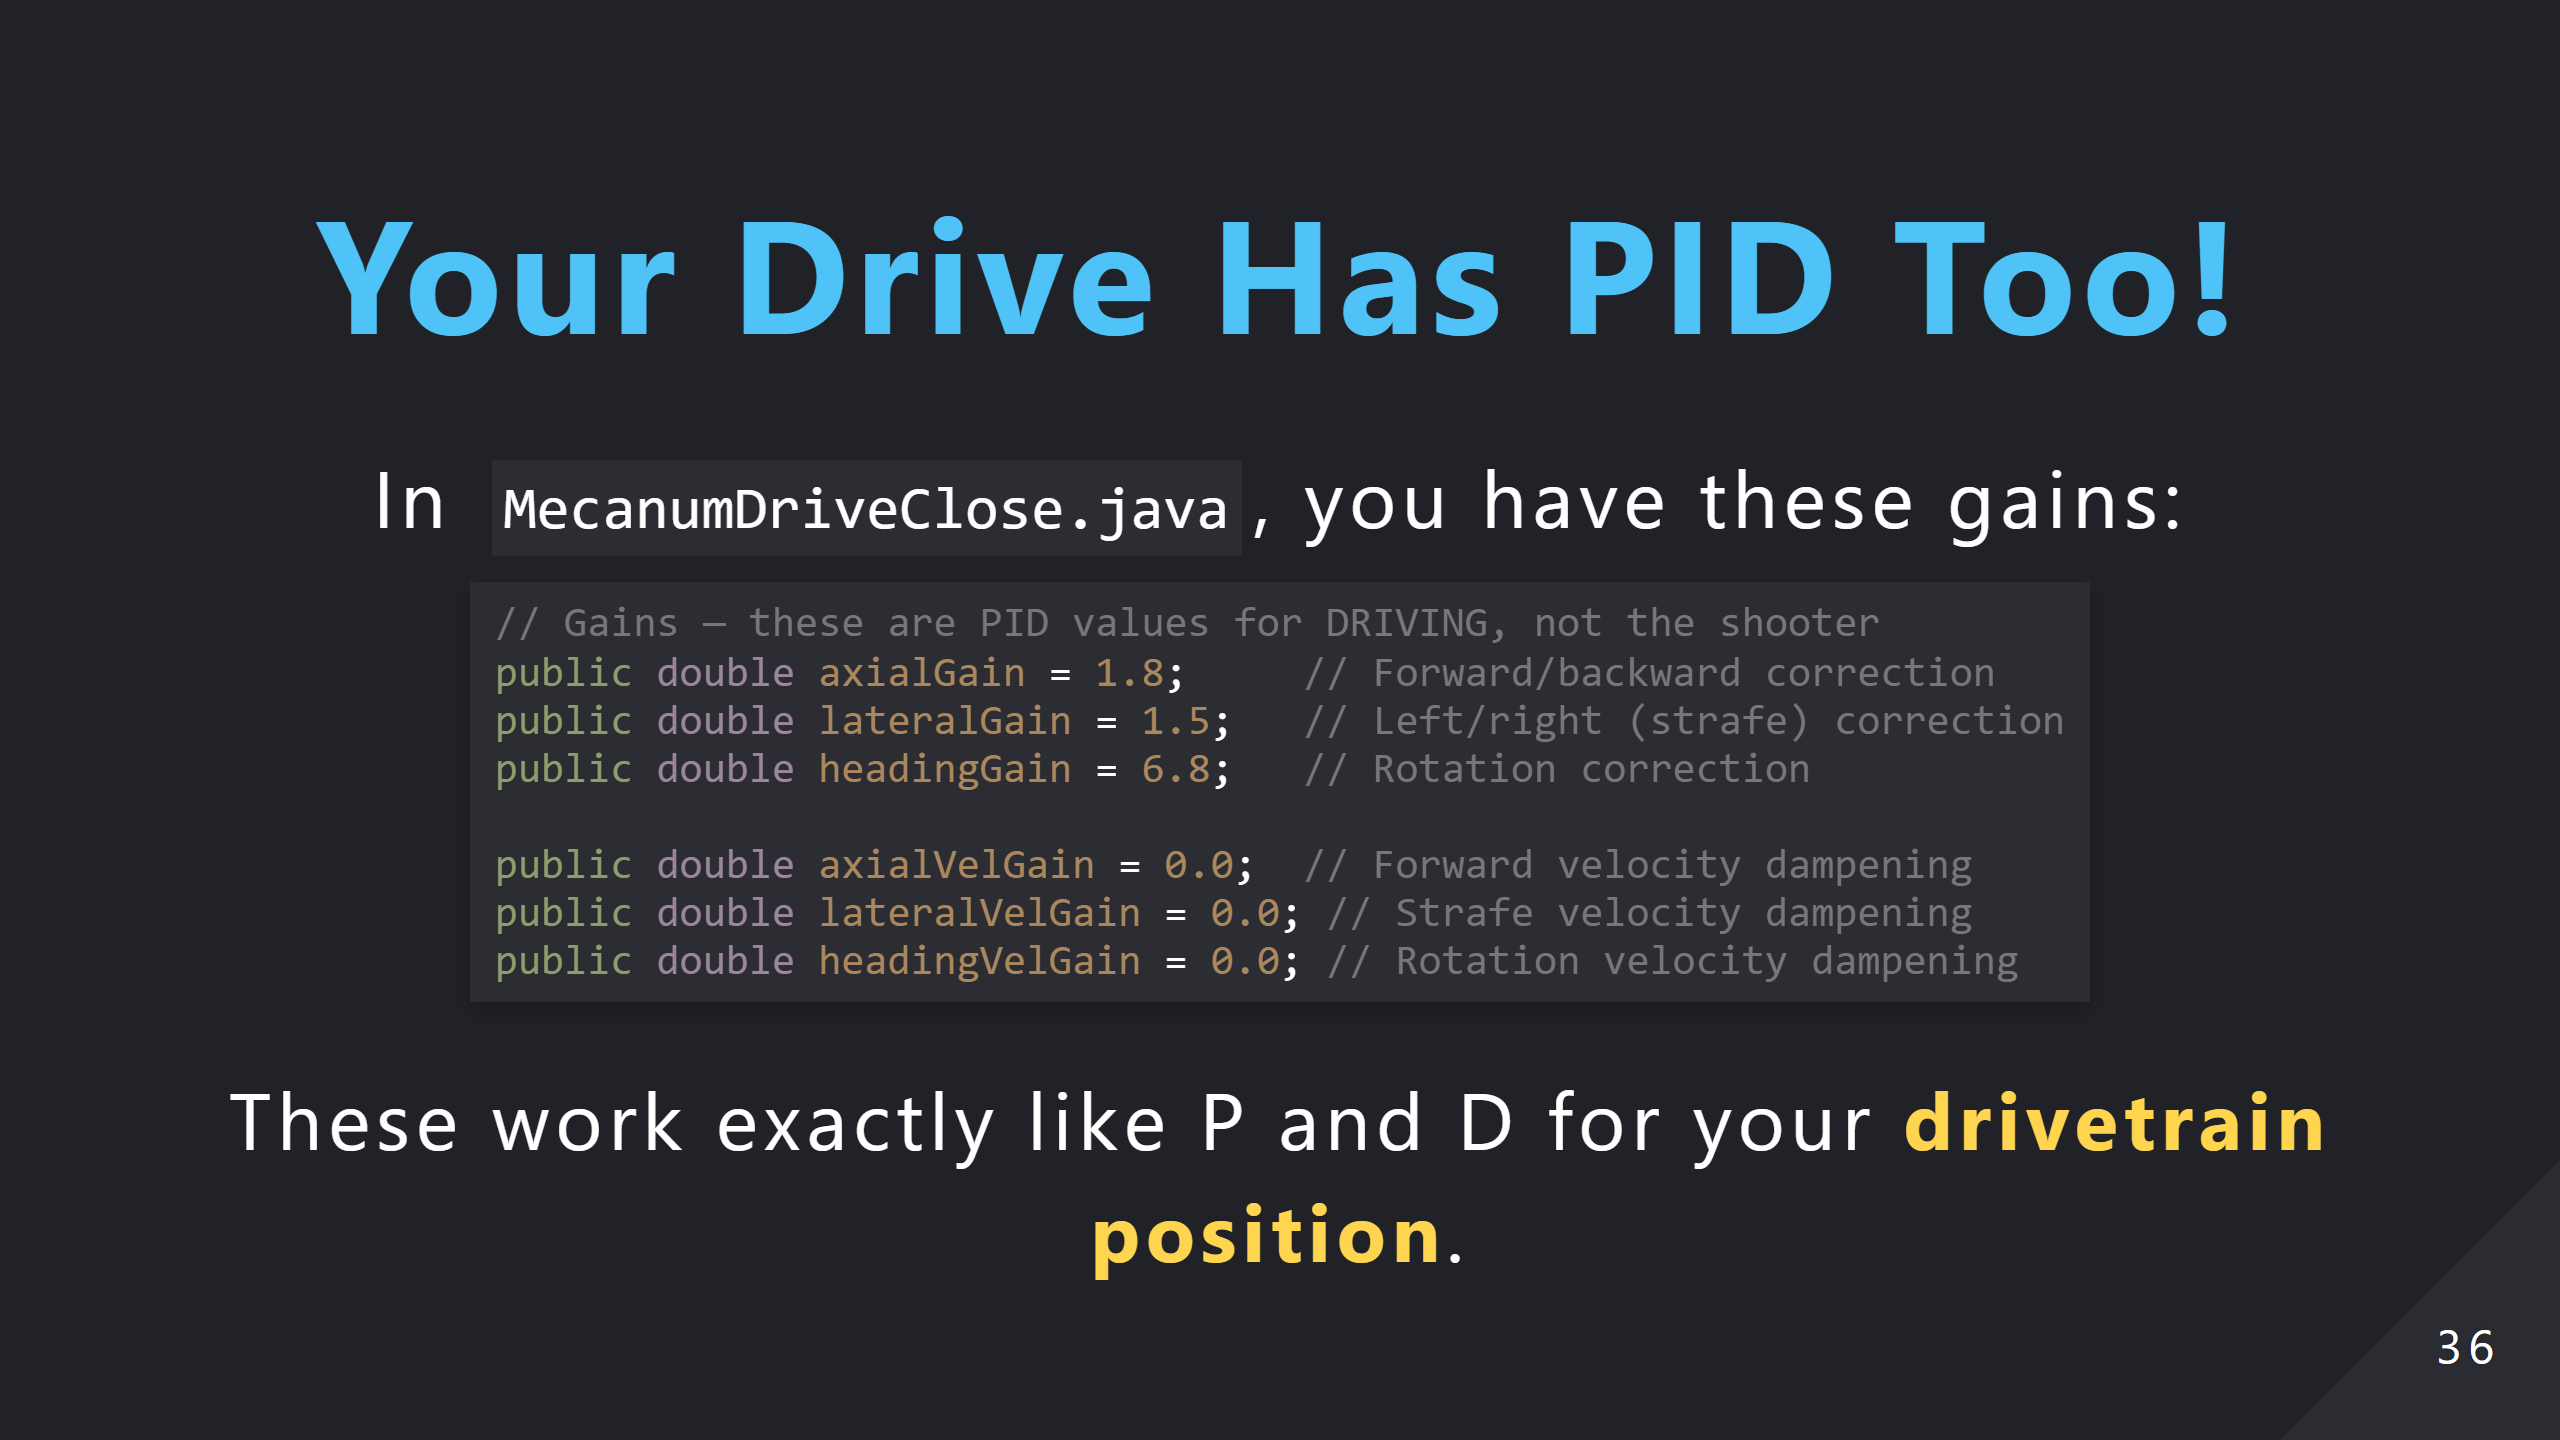 Your Drive Has PID Too!
In MecanumDriveClose.java, you have these gains:
// Gains — these are PID values for DRIVING, not the shooter
public double axialGain = 1.8;     // Forward/backward correction
public double lateralGain = 1.5;   // Left/right (strafe) correction
public double headingGain = 6.8;   // Rotation correction
public double axialVelGain = 0.0;  // Forward velocity dampening
public double lateralVelGain = 0.0; // Strafe velocity dampening
public double headingVelGain = 0.0; // Rotation velocity dampening
These work exactly like P and D for your drivetrain
position.
36